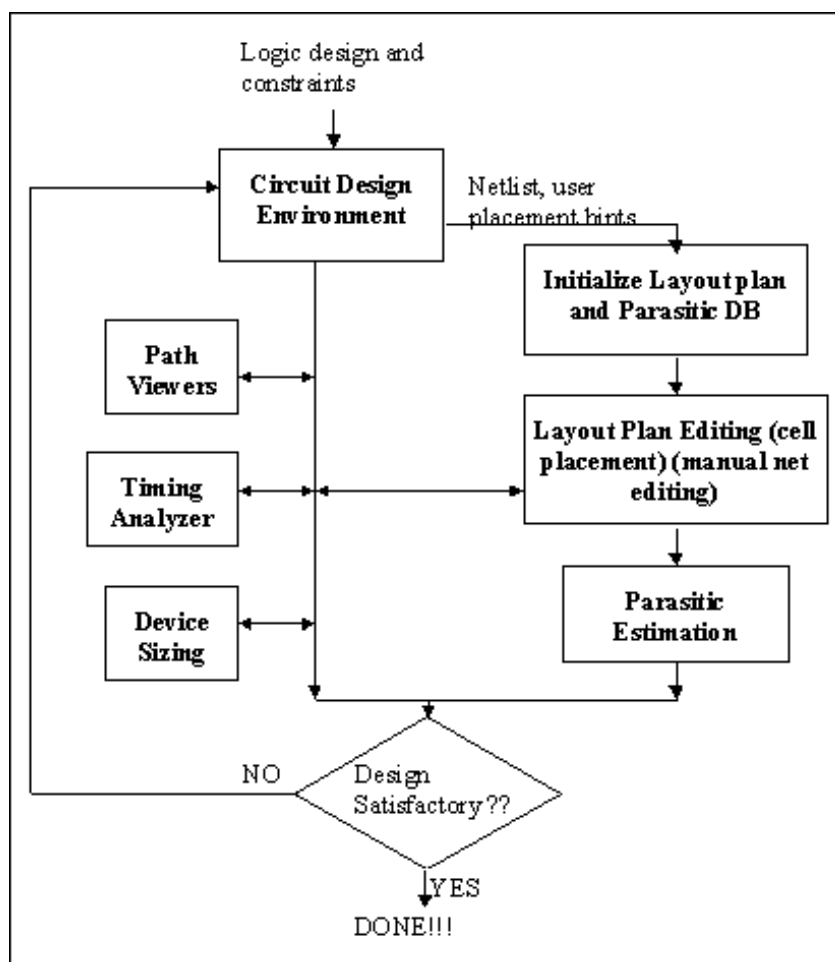 Logic design and
constraints
Circuit Design
Environment
Netlist, user
placement hints
Initialize Layout plan
and Parasitic DB
Path
Viewers
Layout Plan Editing (cell
placement) (manual net
editing)
Timing
Analyzer
Device
Sizing
Parasitic
Estimation
NO
Design
Satisfactory??
YES
DONE!!!